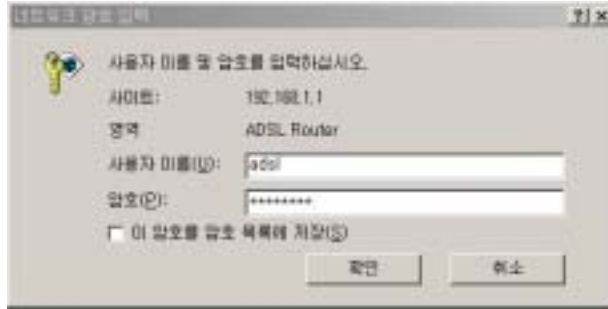 네트워크 암호 입력
사용자 이름 및 암호를 입력하십시오.
사이트: 192.168.1.1
영역 ADSL Router
사용자 이름(U): adsl
암호(P): ********
이 암호를 암호 목록에 저장(S)
확인 취소